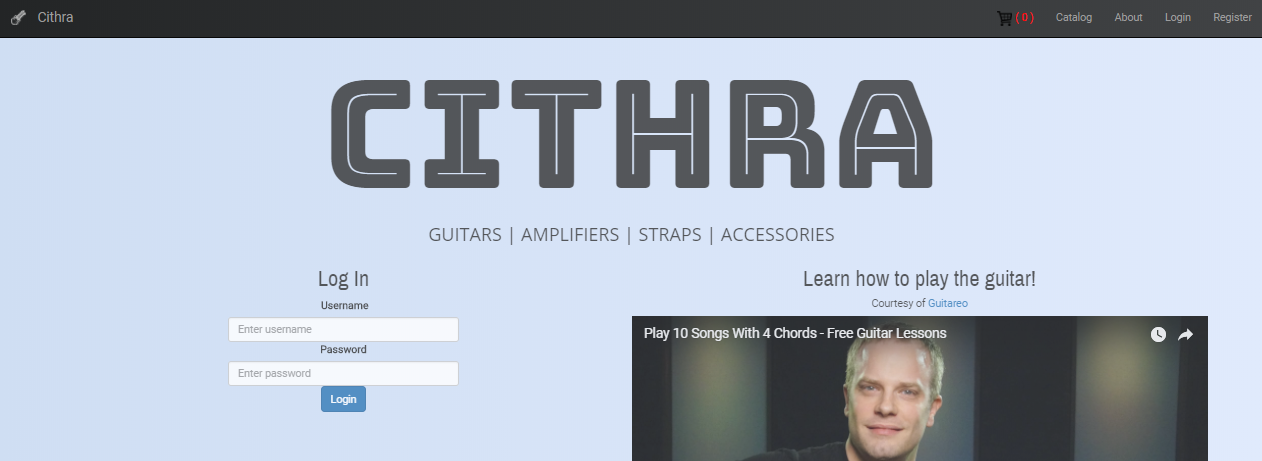 Cithra
( 0 ) Catalog About Login Register
CITHRA
GUITARS | AMPLIFIERS | STRAPS | ACCESSORIES
Log In
Username
Enter username
Password
Enter password
Login
Learn how to play the guitar!
Courtesy of Guitareo
Play 10 Songs With 4 Chords - Free Guitar Lessons